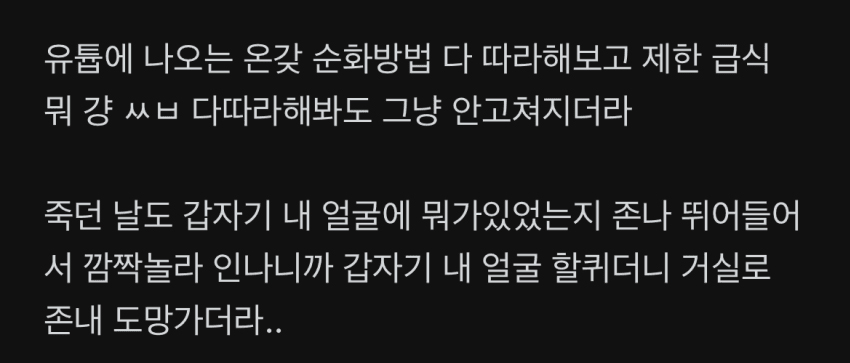 유튭에 나오는 온갖 순화방법 다 따라해보고 제한 급식
뭐 걍 ㅆㅂ 다따라해봐도 그냥 안고쳐지더라
죽던 날도 갑자기 내 얼굴에 뭐가있었는지 존나 뛰어들어
서 깜짝놀라 인나니까 갑자기 내 얼굴 할퀴더니 거실로
존내 도망가더라..